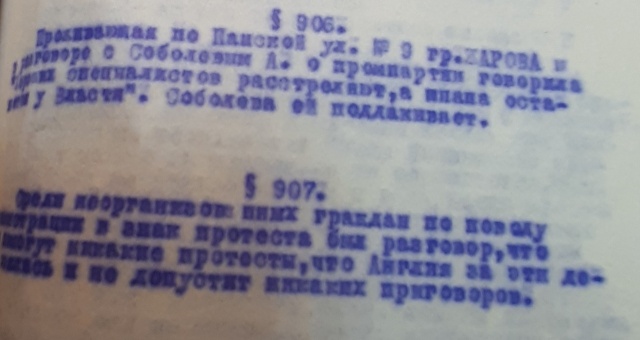 § 906.
Проживающая по Панской ул. № 9 гр.ЖАРОВА в
разговоре с Соболевым А. о промпартии говорила
специалистов расстреляют, а шпана оста-
у власти". Соболева ей поддакивает.
§ 907.
Среди неорганизованных граждан по поводу
в знак протеста был разговор, что
никакие протесты, что Англия за эти де-
и не допустит никаких приговоров.